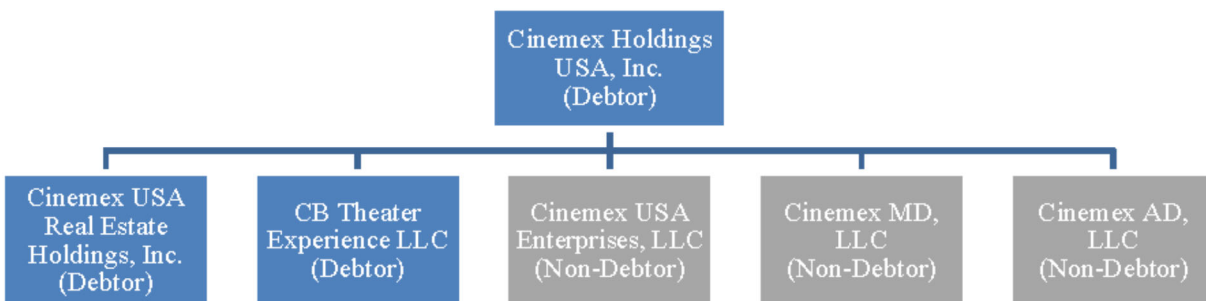 Cinemex Holdings
USA, Inc.
(Debtor)
Cinemex USA
Real Estate
Holdings, Inc.
(Debtor)
CB Theater
Experience LLC
(Debtor)
Cinemex USA
Enterprises, LLC
(Non-Debtor)
Cinemex MD,
LLC
(Non-Debtor)
Cinemex AD,
LLC
(Non-Debtor)